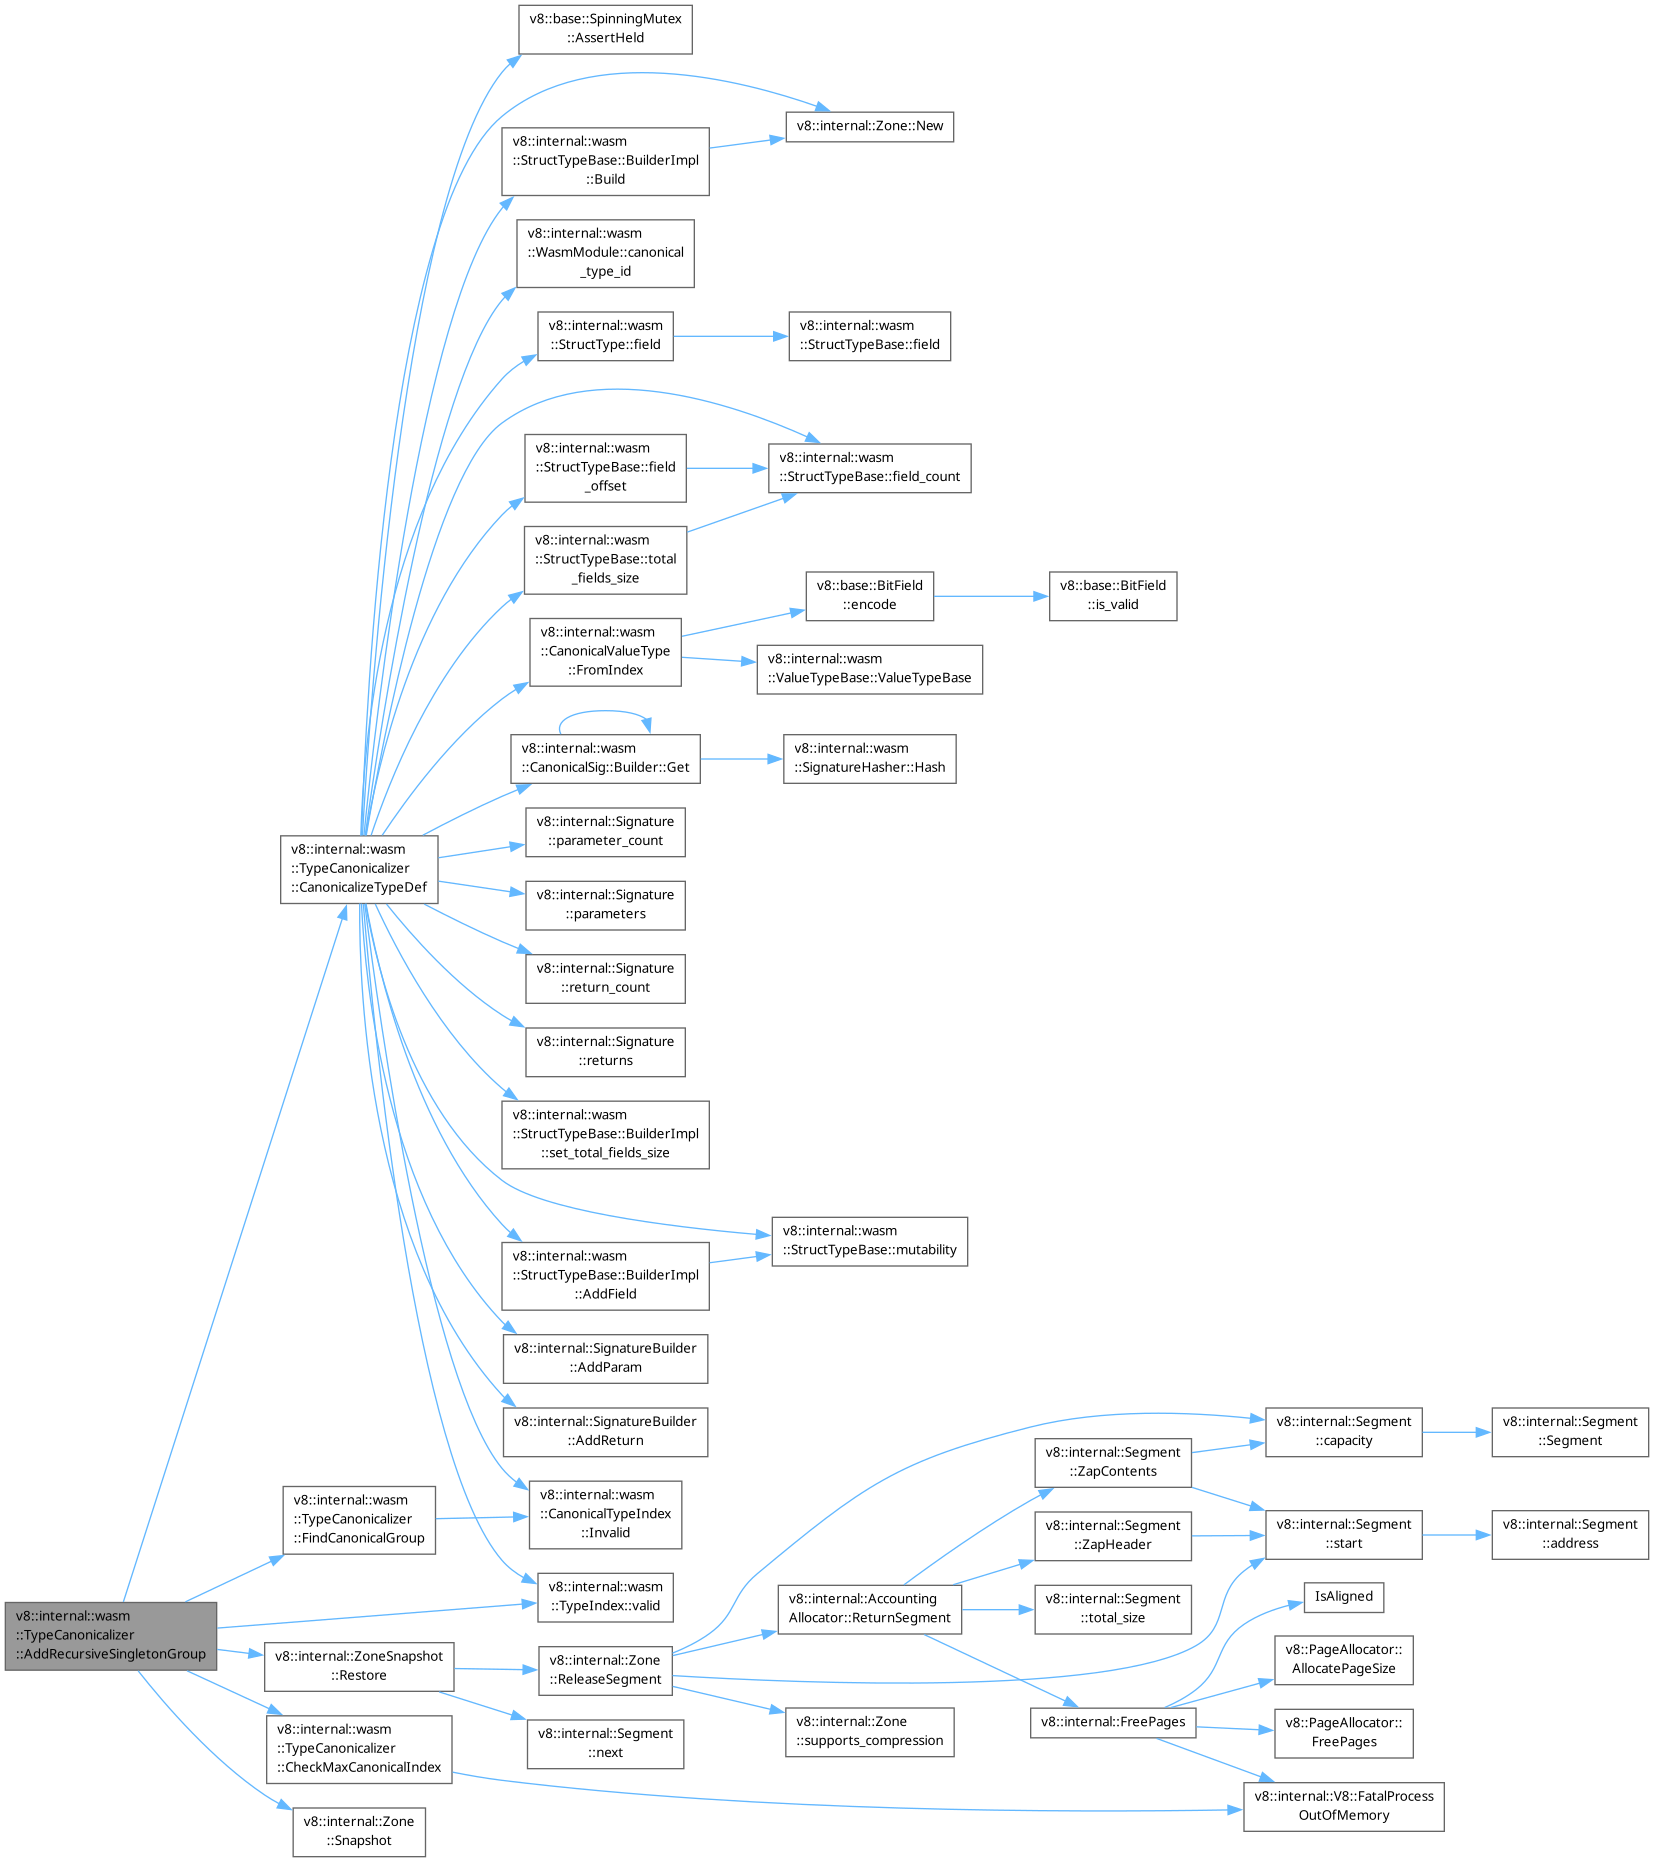 v8::base::SpinningMutex
::AssertHeld
v8::internal::Zone::New
v8::internal::wasm
::StructTypeBase::BuilderImpl
::Build
v8::internal::wasm
::WasmModule::canonical
_type_id
v8::internal::wasm
::StructType::field
v8::internal::wasm
::StructTypeBase::field
v8::internal::wasm
::StructTypeBase::field
_offset
v8::internal::wasm
::StructTypeBase::field_count
v8::internal::wasm
::StructTypeBase::total
_fields_size
v8::base::BitField
::encode
v8::base::BitField
::is_valid
v8::internal::wasm
::CanonicalValueType
::FromIndex
v8::internal::wasm
::ValueTypeBase::ValueTypeBase
v8::internal::wasm
::CanonicalSig::Builder::Get
v8::internal::wasm
::SignatureHasher::Hash
v8::internal::Signature
::parameter_count
v8::internal::wasm
::TypeCanonicalizer
::CanonicalizeTypeDef
v8::internal::Signature
::parameters
v8::internal::Signature
::return_count
v8::internal::Signature
::returns
v8::internal::wasm
::StructTypeBase::BuilderImpl
::set_total_fields_size
v8::internal::wasm
::StructTypeBase::mutability
v8::internal::wasm
::StructTypeBase::BuilderImpl
::AddField
v8::internal::SignatureBuilder
::AddParam
v8::internal::SignatureBuilder
::AddReturn
v8::internal::Segment
::capacity
v8::internal::Segment
::Segment
v8::internal::Segment
::ZapContents
v8::internal::wasm
::TypeCanonicalizer
::FindCanonicalGroup
v8::internal::wasm
::CanonicalTypeIndex
::Invalid
v8::internal::Segment
::ZapHeader
v8::internal::Segment
::start
v8::internal::Segment
::address
v8::internal::wasm
::TypeIndex::valid
v8::internal::Accounting
Allocator::ReturnSegment
v8::internal::Segment
::total_size
IsAligned
v8::internal::wasm
::TypeCanonicalizer
::AddRecursiveSingletonGroup
v8::internal::ZoneSnapshot
::Restore
v8::internal::Zone
::ReleaseSegment
v8::PageAllocator::
AllocatePageSize
v8::internal::wasm
::TypeCanonicalizer
::CheckMaxCanonicalIndex
v8::internal::Segment
::next
v8::internal::Zone
::supports_compression
v8::internal::FreePages
v8::PageAllocator::
FreePages
v8::internal::V8::FatalProcess
OutOfMemory
v8::internal::Zone
::Snapshot